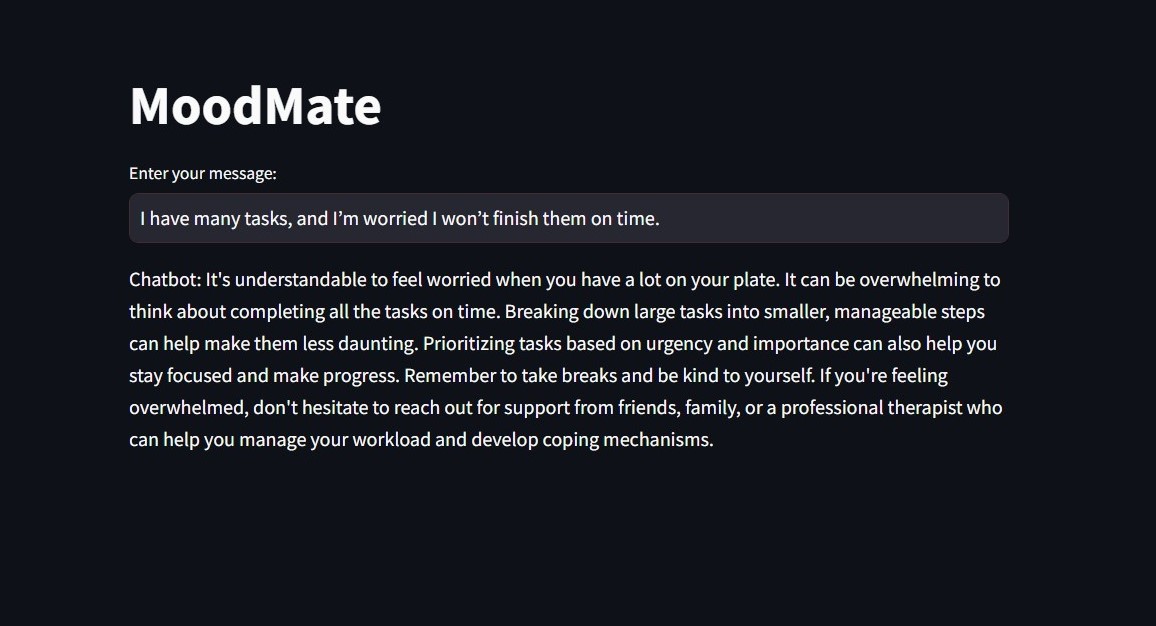 MoodMate
Enter your message:
I have many tasks, and I’m worried I won’t finish them on time.
Chatbot: It's understandable to feel worried when you have a lot on your plate. It can be overwhelming to
think about completing all the tasks on time. Breaking down large tasks into smaller, manageable steps
can help make them less daunting. Prioritizing tasks based on urgency and importance can also help you
stay focused and make progress. Remember to take breaks and be kind to yourself. If you're feeling
overwhelmed, don't hesitate to reach out for support from friends, family, or a professional therapist who
can help you manage your workload and develop coping mechanisms.